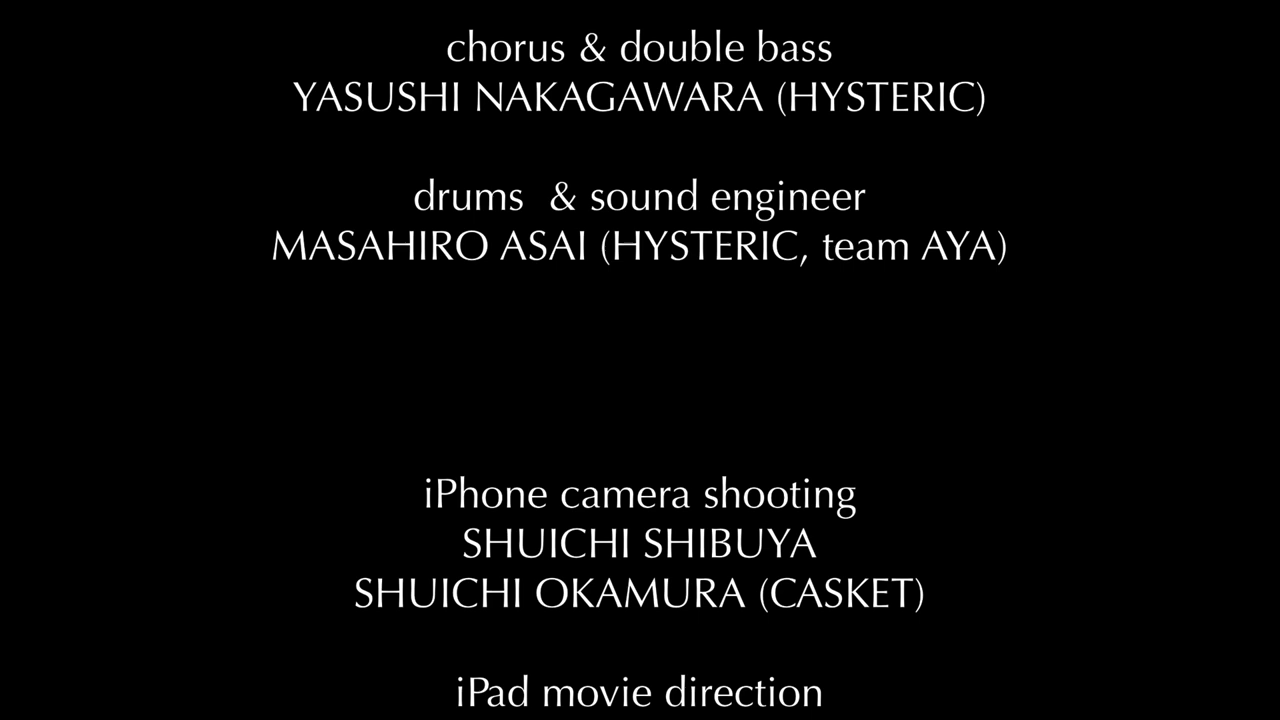 chorus & double bass
YASUSHI NAKAGAWARA (HYSTERIC)
drums & sound engineer
MASAHIRO ASAI (HYSTERIC, team AYA)
iPhone camera shooting
SHUICHI SHIBUYA
SHUICHI OKAMURA (CASKET)
iPad movie direction